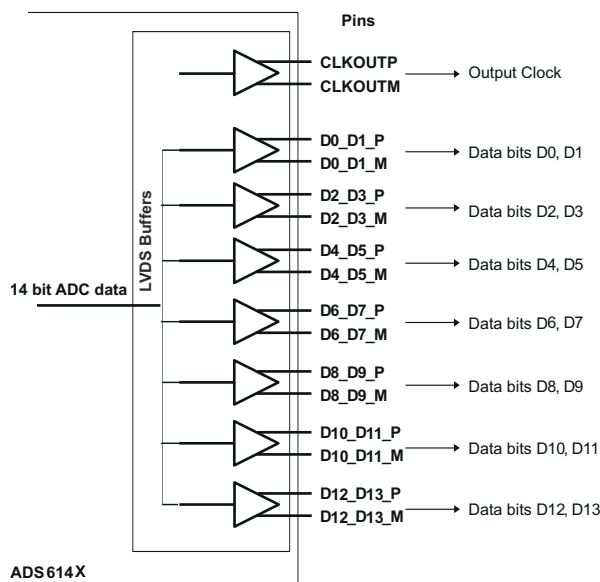 Pins
CLKOUTP
CLKOUTM
Output Clock
D0_D1_P
D0_D1_M
Data bits D0, D1
D2_D3_P
D2_D3_M
Data bits D2, D3
D4_D5_P
D4_D5_M
Data bits D4, D5
LVDS Buffers
14 bit ADC data
D6_D7_P
D6_D7_M
Data bits D6, D7
D8_D9_P
D8_D9_M
Data bits D8, D9
D10_D11_P
D10_D11_M
Data bits D10, D11
D12_D13_P
D12_D13_M
Data bits D12, D13
ADS614X